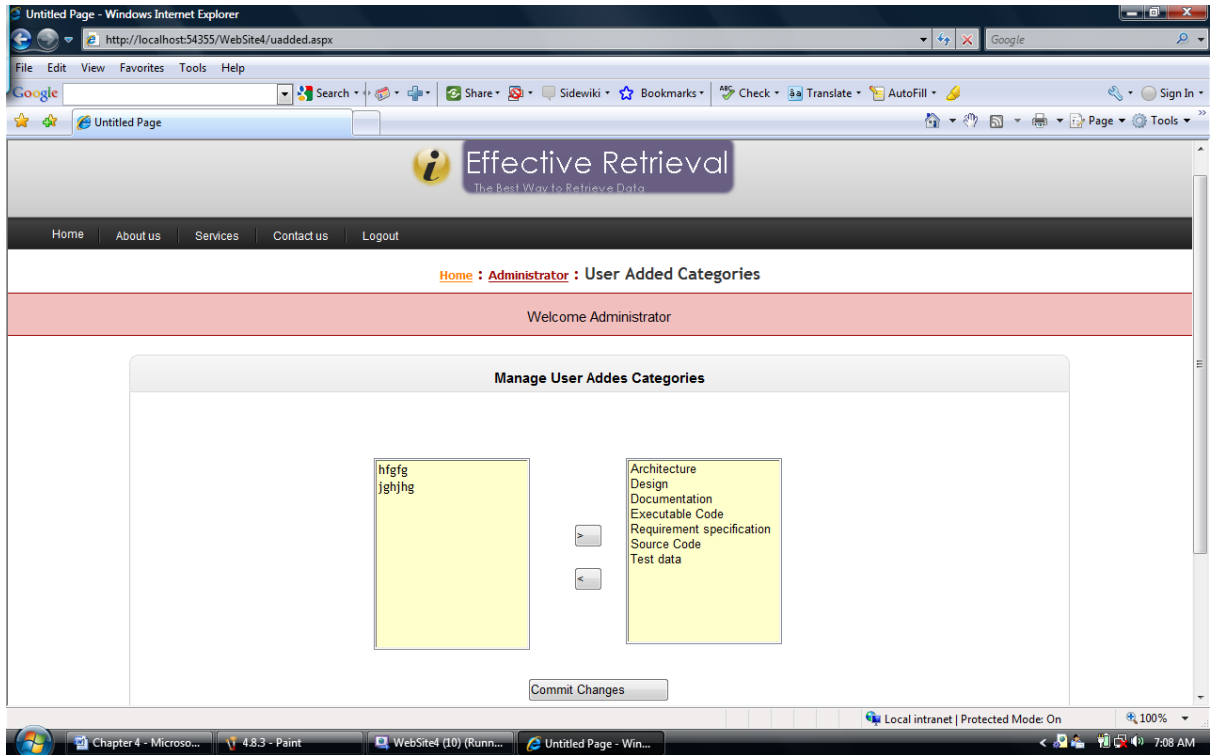 Untitled Page - Windows Internet Explorer
http://localhost:54355/WebSite4/uadded.aspx
Google
File Edit View Favorites Tools Help
Google Search Share Sidewiki Bookmarks ABC Check Translate AutoFill Sign In
Untitled Page Page Tools
i Effective Retrieval
The Best Way to Retrieve Data
Home About us Services Contact us Logout
Home : Administrator : User Added Categories
Welcome Administrator
Manage User Addes Categories
hfgfg
jghjhg
>
<
Architecture
Design
Documentation
Executable Code
Requirement specification
Source Code
Test data
Commit Changes
Local intranet | Protected Mode: On 100%
Chapter 4 - Microso... 4.8.3 - Paint WebSite4 (10) (Runn... Untitled Page - Win... 7:08 AM